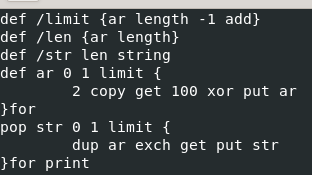 def /limit {ar length -1 add}
def /len {ar length}
def /str len string
def ar 0 1 limit {
        2 copy get 100 xor put ar
}for
pop str 0 1 limit {
        dup ar exch get put str
}for print